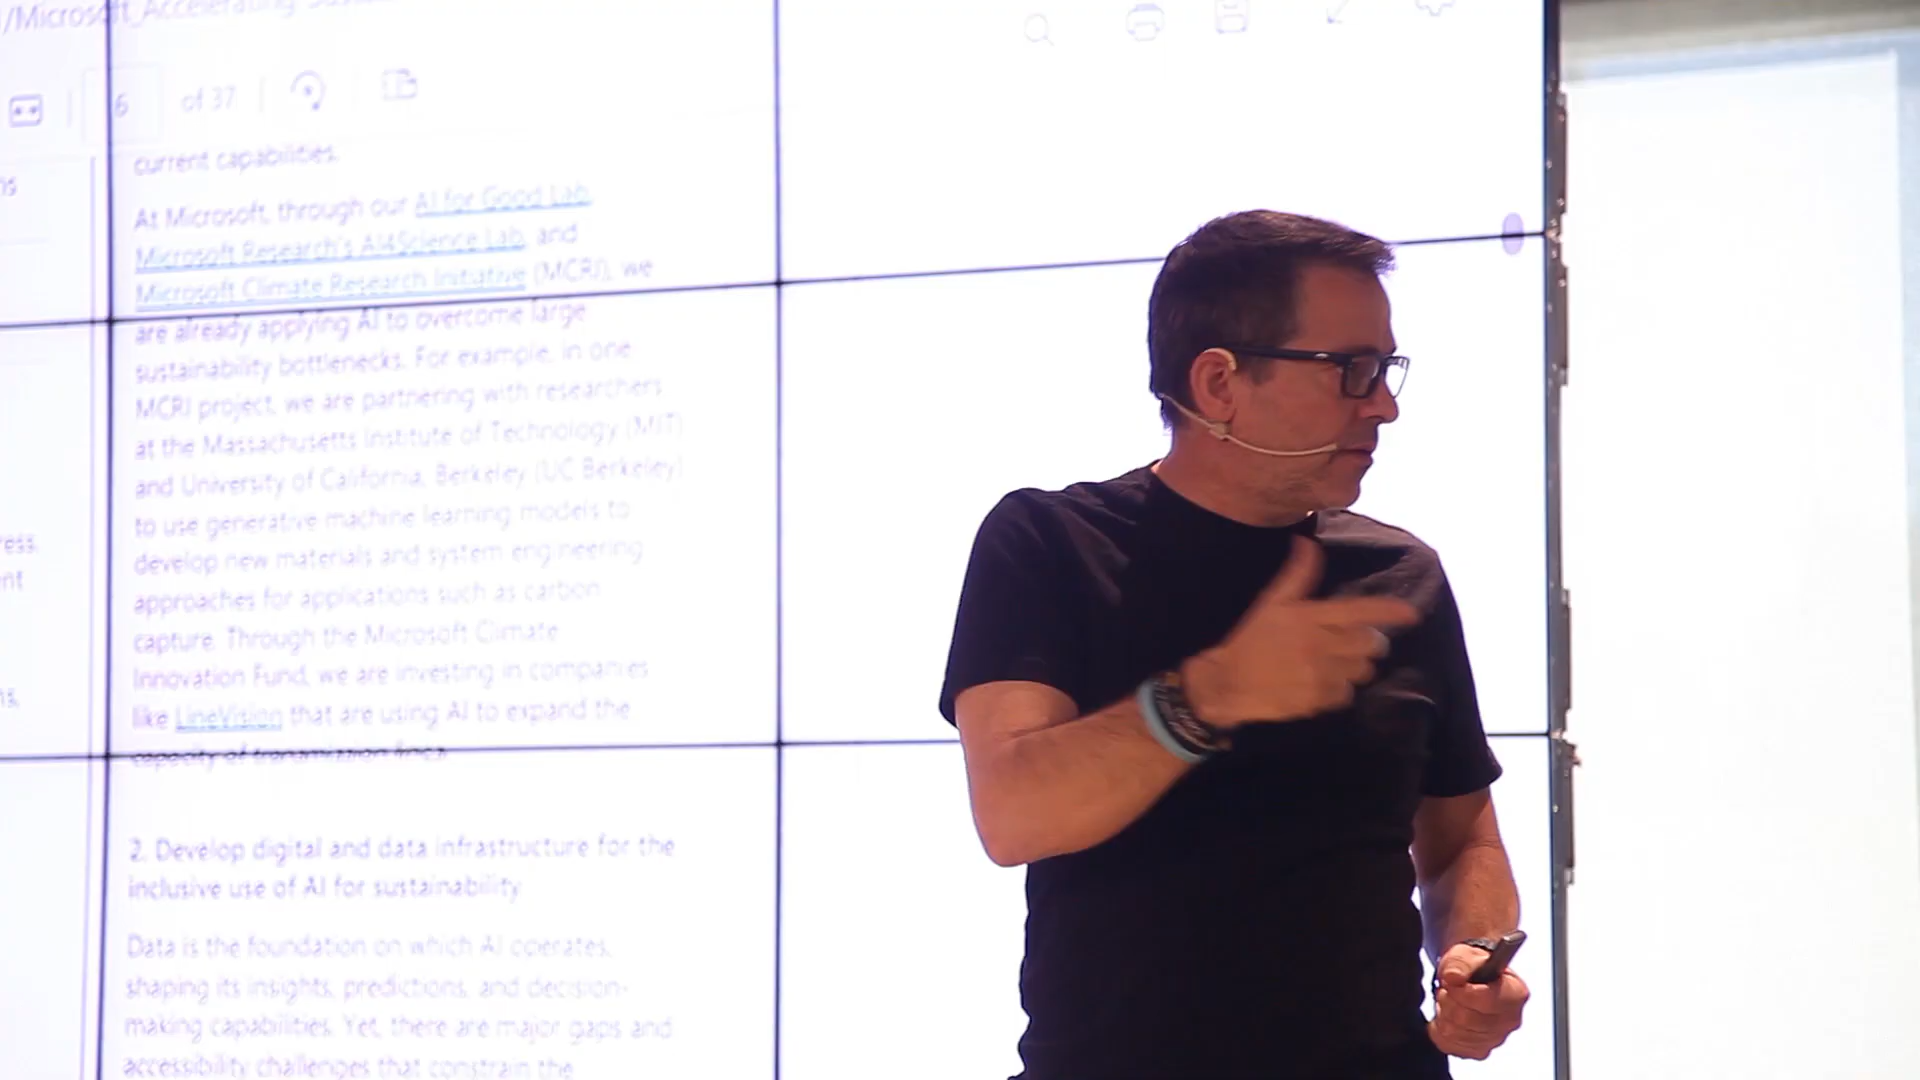 /Microsoft_Accelerating_Sust
6 of 37
current capabilities.
At Microsoft, through our AI for Good Lab,
Microsoft Research's AI4Science Lab, and
Microsoft Climate Research Initiative (MCRI), we
are already applying AI to overcome large
sustainability bottlenecks. For example, in one
MCRI project, we are partnering with researchers
at the Massachusetts Institute of Technology (MIT)
and University of California, Berkeley (UC Berkeley)
to use generative machine learning models to
develop new materials and system engineering
approaches for applications such as carbon
capture. Through the Microsoft Climate
Innovation Fund, we are investing in companies
like LineVision that are using AI to expand the
capacity of transmission lines.
2. Develop digital and data infrastructure for the
inclusive use of AI for sustainability
Data is the foundation on which AI operates,
shaping its insights, predictions, and decision-
making capabilities. Yet, there are major gaps and
accessibility challenges that constrain the